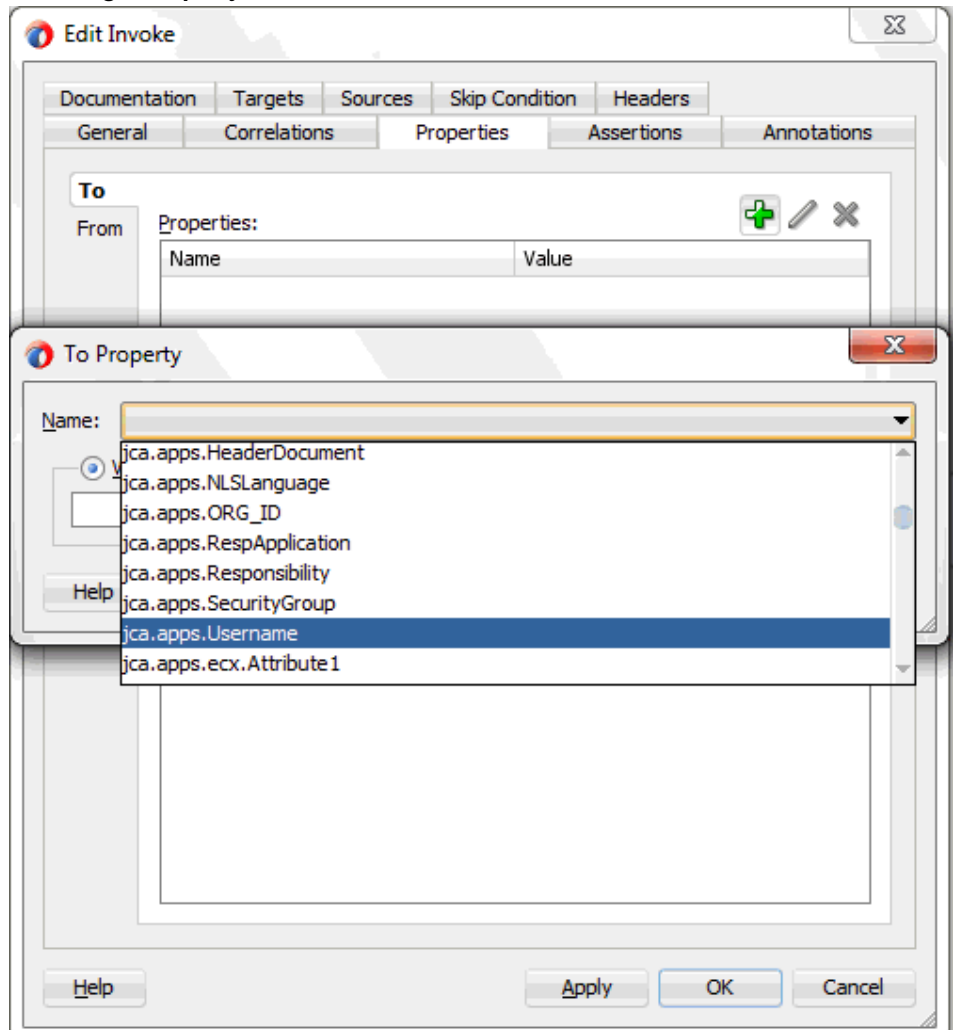 Edit Invoke
Documentation Targets Sources Skip Condition Headers
General Correlations Properties Assertions Annotations
To
From
Properties:
Name Value
To Property
Name:
jca.apps.HeaderDocument
jca.apps.NLSLanguage
jca.apps.ORG_ID
jca.apps.RespApplication
jca.apps.Responsibility
jca.apps.SecurityGroup
jca.apps.Username
jca.apps.ecx.Attribute1
Help
Help Apply OK Cancel